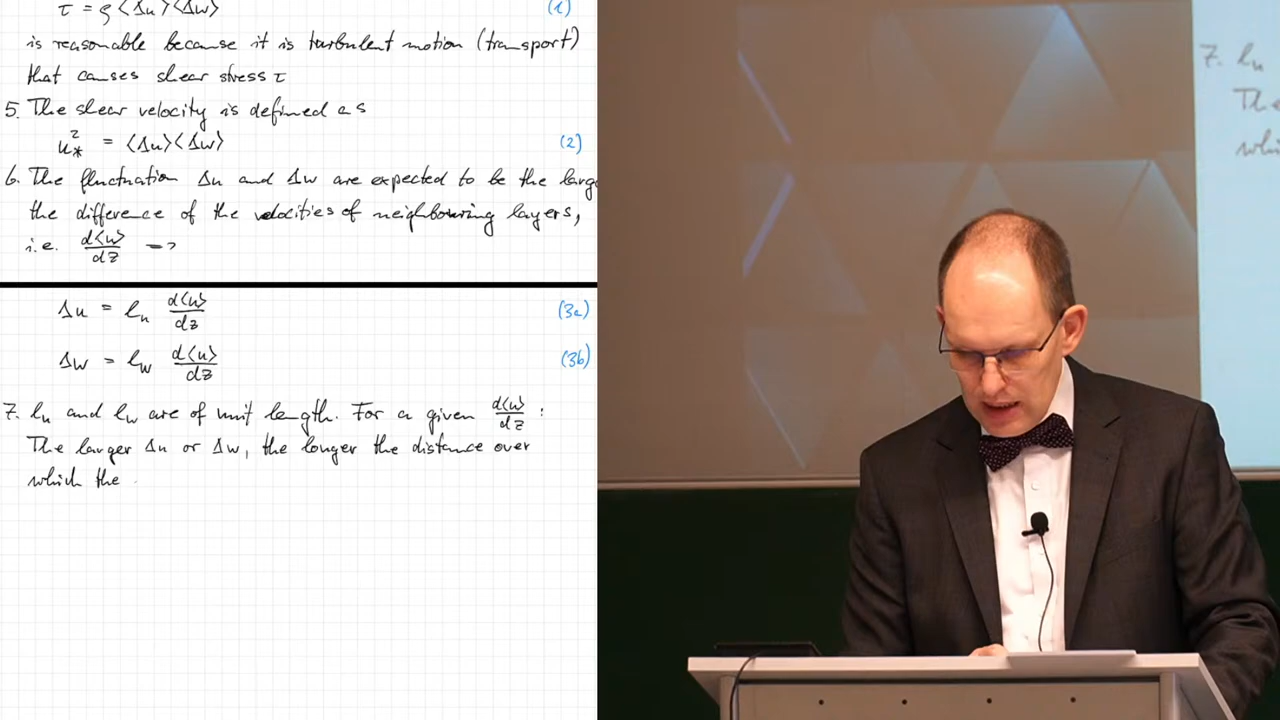 τ = ρ ⟨Δu⟩⟨Δw⟩ (1)
is reasonable because it is turbulent motion (transport)
that causes shear stress τ
5. The shear velocity is defined as
u*² = ⟨Δu⟩⟨Δw⟩ (2)
6. The fluctuation Δu and Δw are expected to be the large
the difference of the velocities of neighbouring layers,
i.e. d⟨u⟩/dz =>
Δu = lu d⟨u⟩/dz (3a)
Δw = lw d⟨u⟩/dz (3b)
7. lu and lw are of unit length. For a given d⟨u⟩/dz :
The larger Δu or Δw, the longer the distance over
which the
7. lu
The
whi